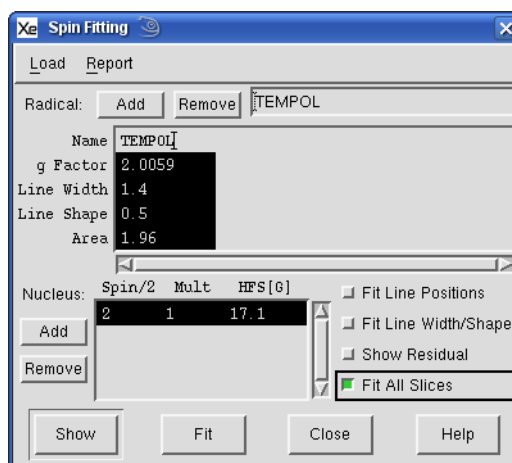 Xe Spin Fitting
Load Report
Radical: Add Remove TEMPOL
Name TEMPOL
g Factor 2.0059
Line Width 1.4
Line Shape 0.5
Area 1.96
Nucleus: Spin/2 Mult HFS[G]
2 1 17.1
Add
Remove
Fit Line Positions
Fit Line Width/Shape
Show Residual
Fit All Slices
Show Fit Close Help